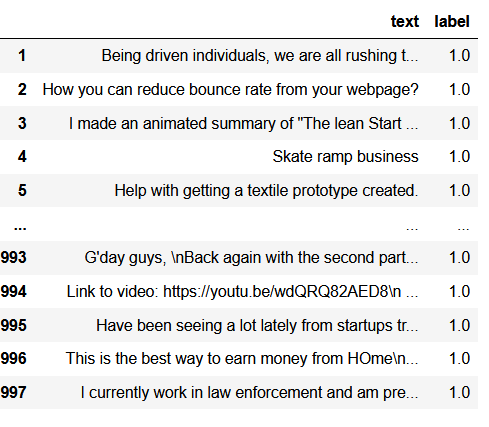 text label
1 Being driven individuals, we are all rushing t... 1.0
2 How you can reduce bounce rate from your webpage? 1.0
3 I made an animated summary of "The lean Start ... 1.0
4 Skate ramp business 1.0
5 Help with getting a textile prototype created. 1.0
... ... ...
993 G'day guys, \nBack again with the second part... 1.0
994 Link to video: https://youtu.be/wdQRQ82AED8\n ... 1.0
995 Have been seeing a lot lately from startups tr... 1.0
996 This is the best way to earn money from HOme\n... 1.0
997 I currently work in law enforcement and am pre... 1.0